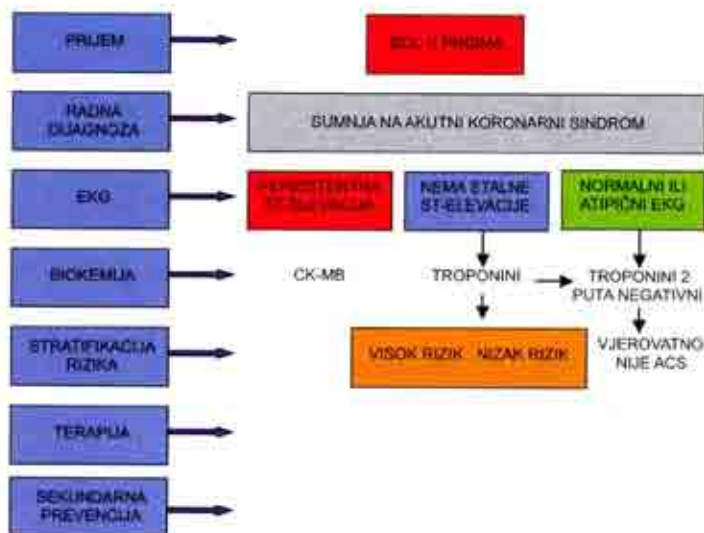 PRIJEM
BOL U PRSIMA
RADNA
DIJAGNOZA
SUMNJA NA AKUTNI KORONARNI SINDROM
EKG
PERZISTENTNA
ST-ELEVACIJA
NEMA STALNE
ST-ELEVACIJE
NORMALNI ILI
ATIPIČNI EKG
BIOKEMIJA
CK-MB
TROPONINI
TROPONINI 2
PUTA NEGATIVNI
STRATIFIKACIJA
RIZIKA
VISOK RIZIK NIZAK RIZIK
VJEROVATNO
NIJE ACS
TERAPIJA
SEKUNDARNA
PREVENCIJA